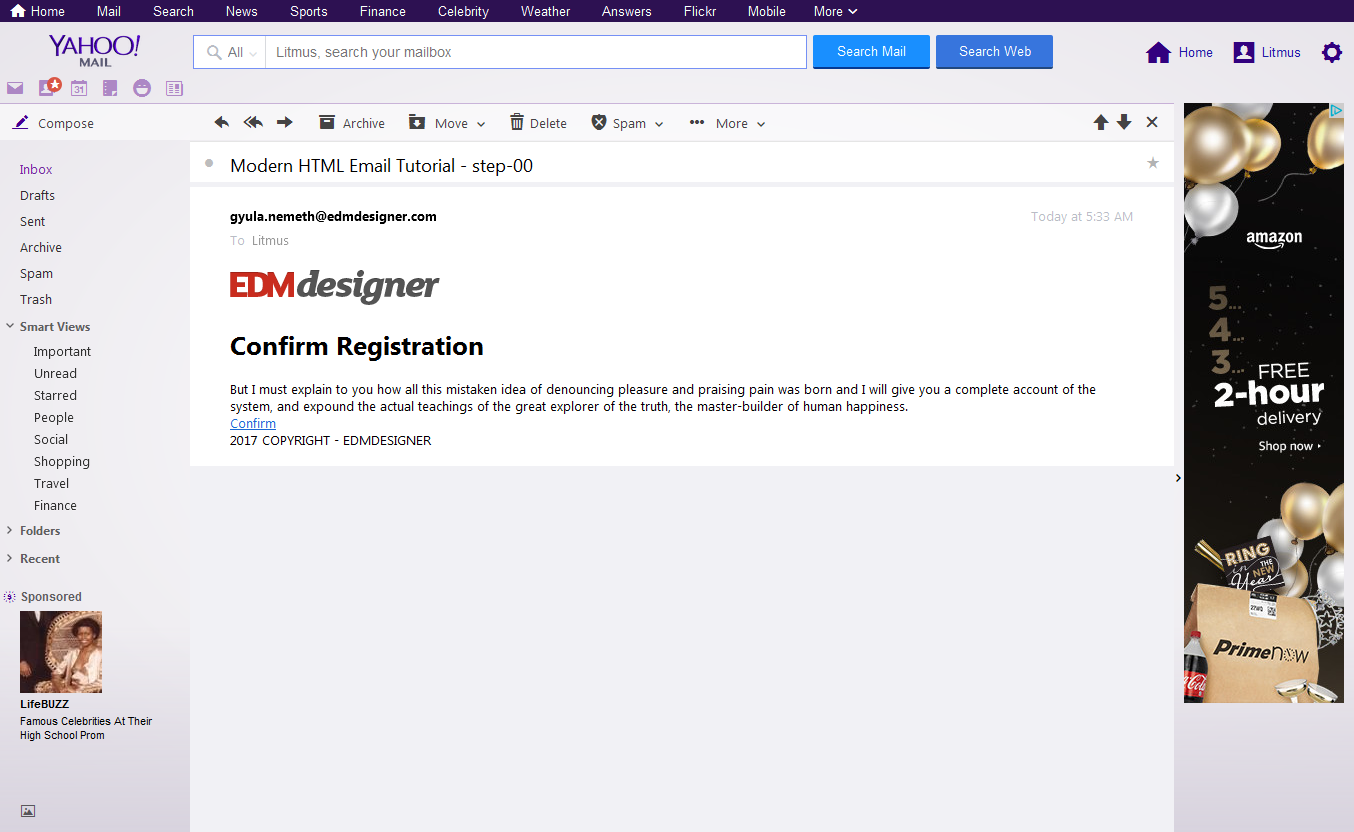 Home Mail Search News Sports Finance Celebrity Weather Answers Flickr Mobile More
YAHOO!
MAIL
All Litmus, search your mailbox Search Mail Search Web Home Litmus
31
Compose Archive Move Delete Spam More
Modern HTML Email Tutorial - step-00
Inbox
Drafts
Sent
Archive
Spam
Trash
Smart Views
Important
Unread
Starred
People
Social
Shopping
Travel
Finance
Folders
Recent
Sponsored
LifeBUZZ
Famous Celebrities At Their
High School Prom
gyula.nemeth@edmdesigner.com Today at 5:33 AM
To Litmus
EDMdesigner
Confirm Registration
But I must explain to you how all this mistaken idea of denouncing pleasure and praising pain was born and I will give you a complete account of the
system, and expound the actual teachings of the great explorer of the truth, the master-builder of human happiness.
Confirm
2017 COPYRIGHT - EDMDESIGNER
amazon
5...
4...
3...
FREE
2-hour
delivery
Shop now
RING
in THE
NEW
Year
PrimeNow
Coca-Cola